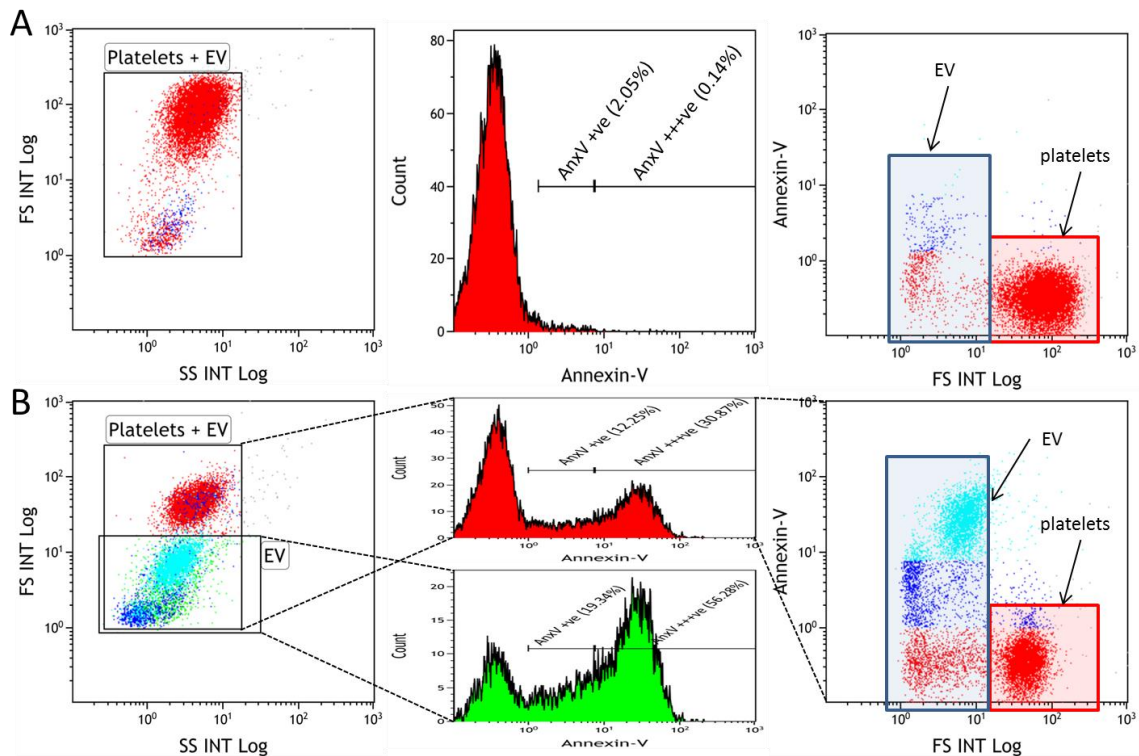 A
Platelets + EV
FS INT Log
10³
10²
10¹
10⁰
10⁰
10¹
10²
10³
SS INT Log
Count
80
60
40
20
0
AnxV +ve (2.05%)
AnxV +++ve (0.14%)
10⁰
10¹
10²
10³
Annexin-V
EV
platelets
Annexin-V
10³
10²
10¹
10⁰
10⁰
10¹
10²
10³
FS INT Log
B
Platelets + EV
EV
FS INT Log
10³
10²
10¹
10⁰
10⁰
10¹
10²
10³
SS INT Log
Count
50
40
30
20
10
0
AnxV +ve (12.25%)
AnxV +++ve (30.87%)
10⁰
10¹
10²
10³
Annexin-V
Count
20
15
10
5
0
AnxV +ve (19.34%)
AnxV +++ve (56.28%)
10⁰
10¹
10²
10³
Annexin-V
EV
platelets
Annexin-V
10³
10²
10¹
10⁰
10⁰
10¹
10²
10³
FS INT Log